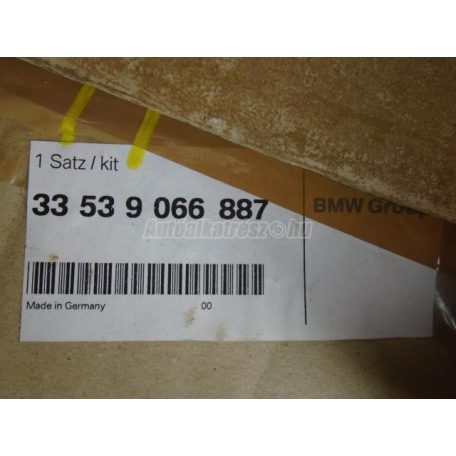 1 Satz / kit
33 53 9 066 887
BMW Group
Autoalkatresz.hu
Made in Germany 00